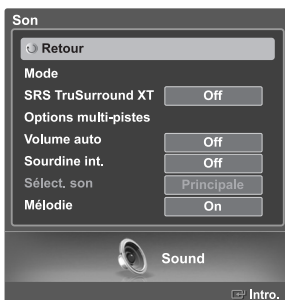 Son
Retour
Mode
SRS TruSurround XT Off
Options multi-pistes
Volume auto Off
Sourdine int. Off
Sélect. son Principale
Mélodie On
Sound
Intro.